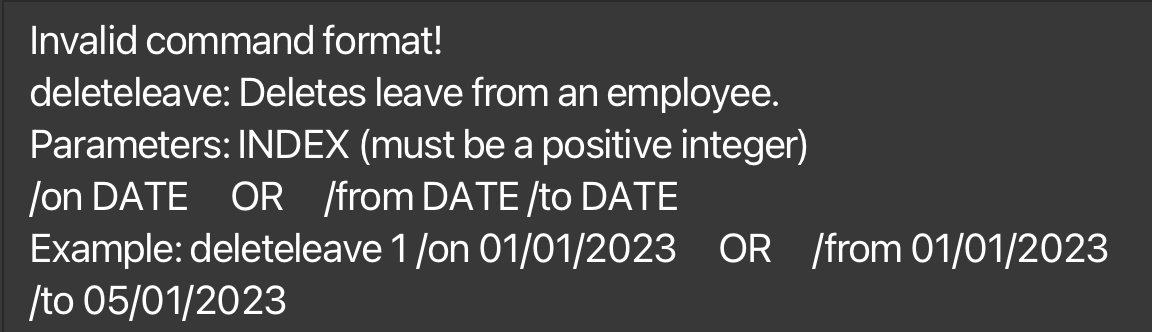 Invalid command format!
deleteleave: Deletes leave from an employee.
Parameters: INDEX (must be a positive integer)
/on DATE    OR    /from DATE /to DATE
Example: deleteleave 1 /on 01/01/2023    OR    /from 01/01/2023
/to 05/01/2023